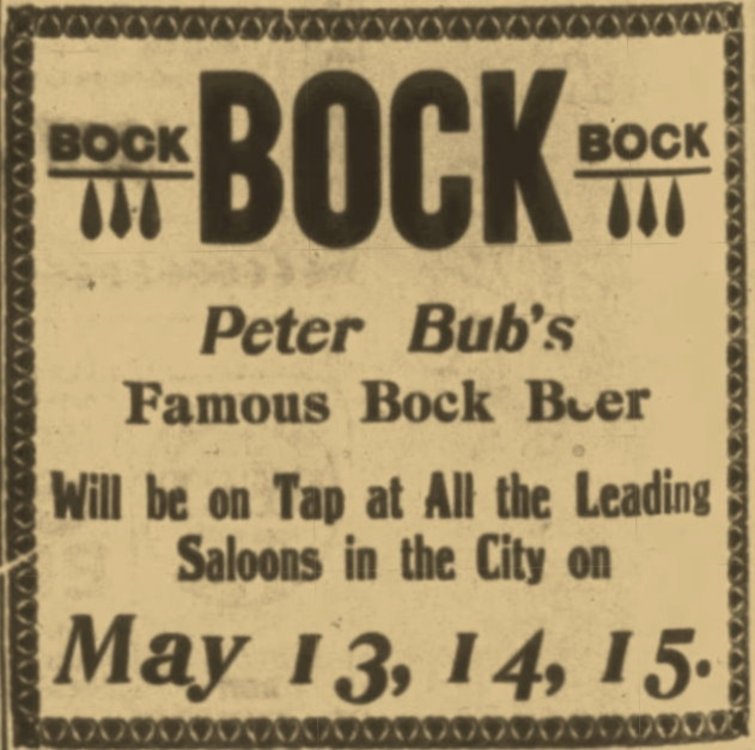 BOCK BOCK BOCK
Peter Bub's
Famous Bock Beer
Will be on Tap at All the Leading
Saloons in the City on
May 13, 14, 15.